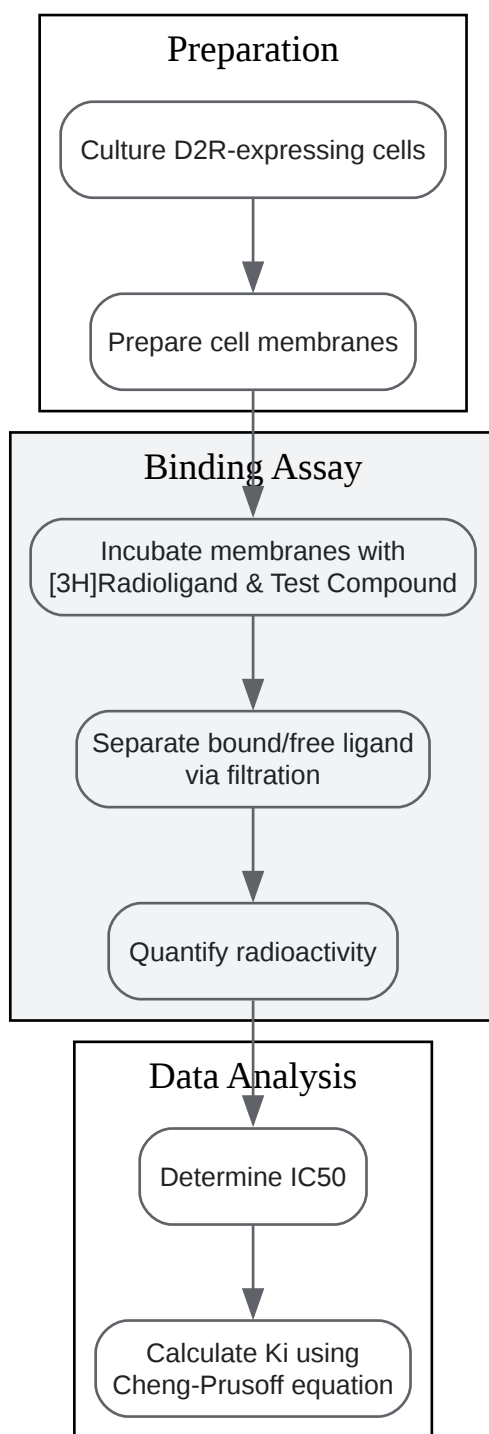 Preparation
Culture D2R-expressing cells
Prepare cell membranes
Binding Assay
Incubate membranes with
[3H]Radioligand & Test Compound
Separate bound/free ligand
via filtration
Quantify radioactivity
Data Analysis
Determine IC50
Calculate Ki using
Cheng-Prusoff equation